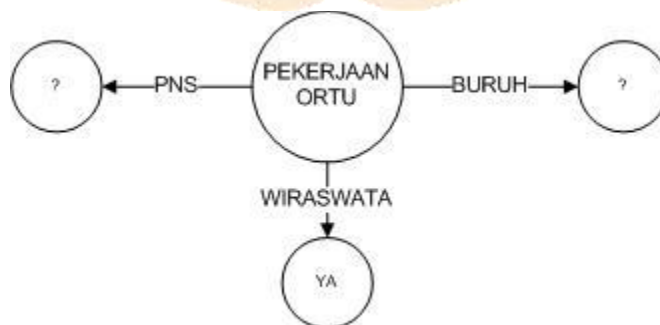 PEKERJAAN
ORTU
? PNS BURUH ?
WIRASWATA
YA